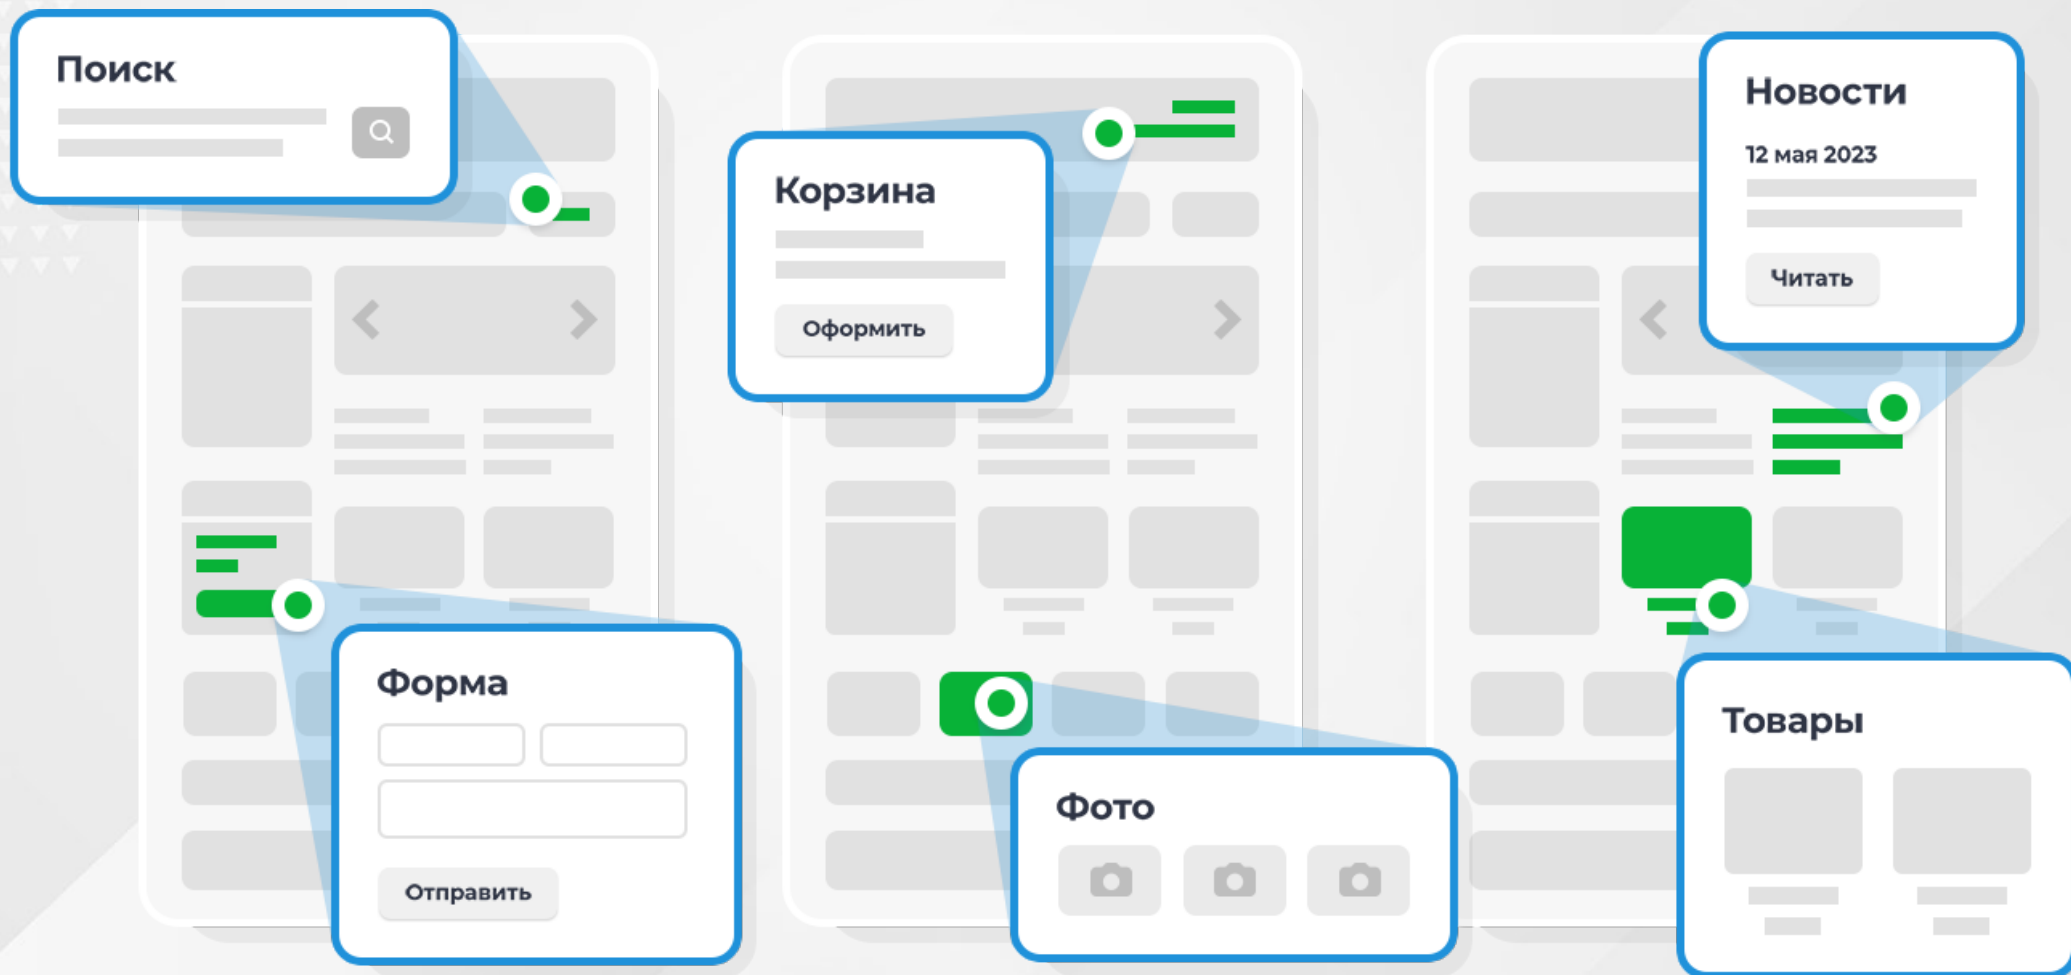 Поиск
Корзина
Оформить
Новости
12 мая 2023
Читать
Форма
Отправить
Фото
Товары